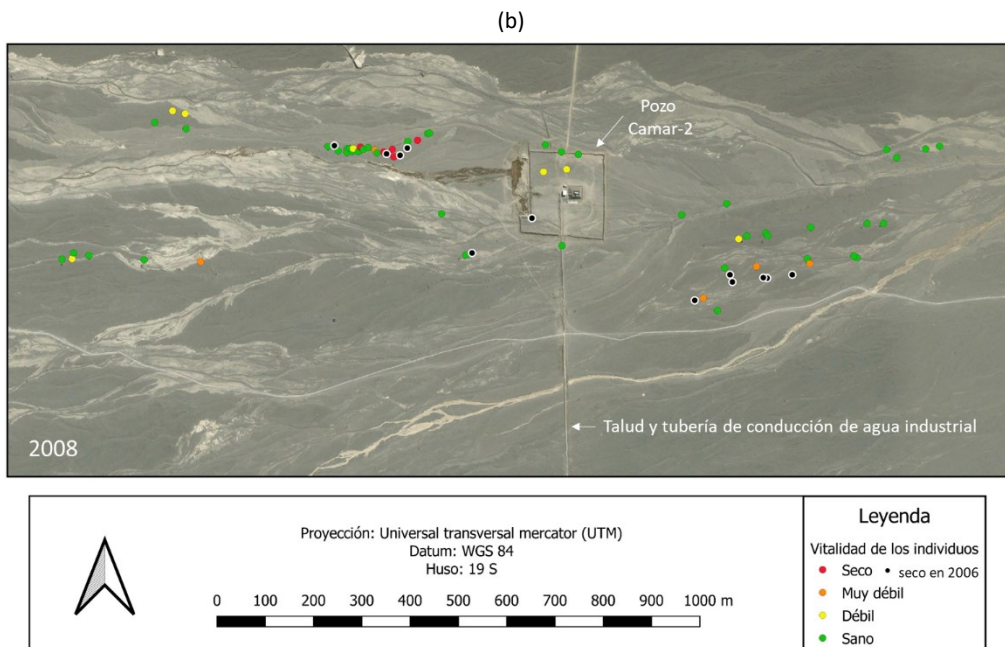 (b)
Pozo
Camar-2
Talud y tubería de conducción de agua industrial
2008
Proyección: Universal transversal mercator (UTM)
Datum: WGS 84
Huso: 19 S
0 100 200 300 400 500 600 700 800 900 1000 m
Leyenda
Vitalidad de los individuos
Seco seco en 2006
Muy débil
Débil
Sano